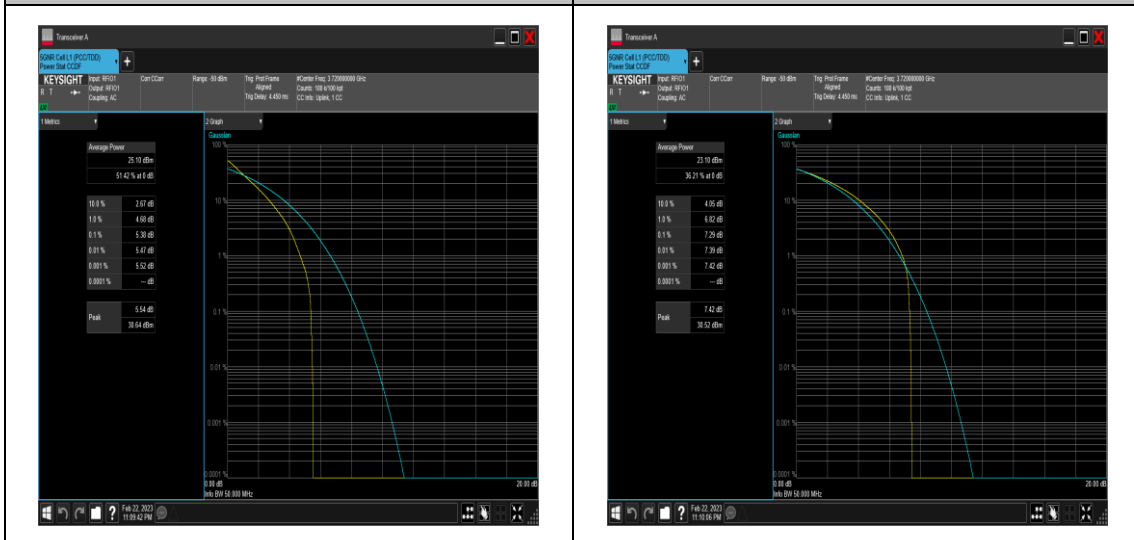 Transceiver A
5GNR Cell L1 (PCC/TDD)
Power Stat CCDF
KEYSIGHT
R T
Input: RFIO1
Output: RFIO1
Coupling: AC
Corr CCorr
Range: -50 dBm
Trig: Prot Frame
Aligned
Trig Delay: 4.450 ms
#Center Freq: 3.720000000 GHz
Counts: 100 k/100 kpt
CC Info: Uplink, 1 CC
1 Metrics
Average Power
25.10 dBm
51.42 % at 0 dB
10.0 % 2.67 dB
1.0 % 4.68 dB
0.1 % 5.38 dB
0.01 % 5.47 dB
0.001 % 5.52 dB
0.0001 % --- dB
Peak
5.54 dB
30.64 dBm
2 Graph
Gaussian
100 %
10 %
1 %
0.1 %
0.01 %
0.001 %
0.0001 %
0.00 dB
20.00 dB
Info BW 50.000 MHz
Feb 22, 2023
11:09:42 PM
Transceiver A
5GNR Cell L1 (PCC/TDD)
Power Stat CCDF
KEYSIGHT
R T
Input: RFIO1
Output: RFIO1
Coupling: AC
Corr CCorr
Range: -50 dBm
Trig: Prot Frame
Aligned
Trig Delay: 4.450 ms
#Center Freq: 3.720000000 GHz
Counts: 100 k/100 kpt
CC Info: Uplink, 1 CC
1 Metrics
Average Power
23.10 dBm
36.21 % at 0 dB
10.0 % 4.05 dB
1.0 % 6.82 dB
0.1 % 7.29 dB
0.01 % 7.39 dB
0.001 % 7.42 dB
0.0001 % --- dB
Peak
7.42 dB
30.52 dBm
2 Graph
Gaussian
100 %
10 %
1 %
0.1 %
0.01 %
0.001 %
0.0001 %
0.00 dB
20.00 dB
Info BW 50.000 MHz
Feb 22, 2023
11:10:06 PM